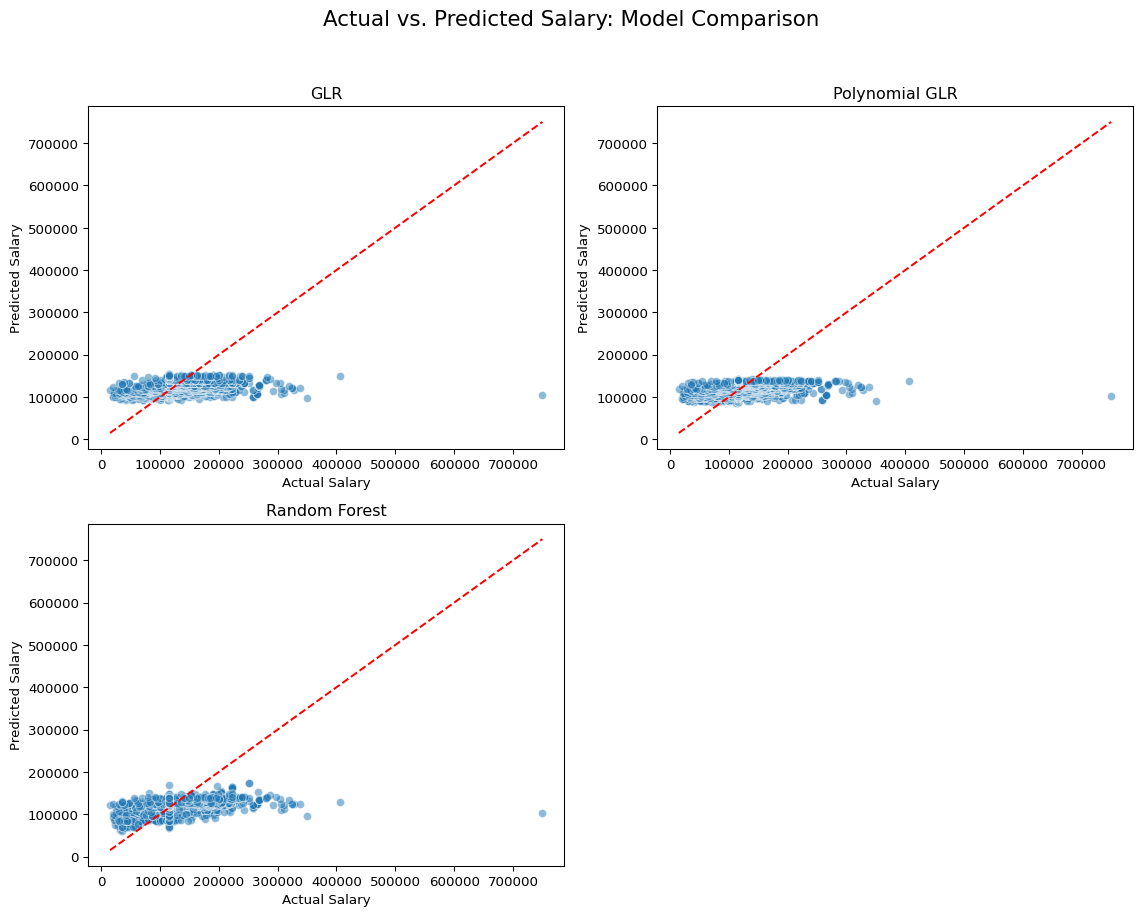 Actual vs. Predicted Salary: Model Comparison
GLR
Predicted Salary
700000
600000
500000
400000
300000
200000
100000
0
0 100000 200000 300000 400000 500000 600000 700000
Actual Salary
Polynomial GLR
Predicted Salary
700000
600000
500000
400000
300000
200000
100000
0
0 100000 200000 300000 400000 500000 600000 700000
Actual Salary
Random Forest
Predicted Salary
700000
600000
500000
400000
300000
200000
100000
0
0 100000 200000 300000 400000 500000 600000 700000
Actual Salary